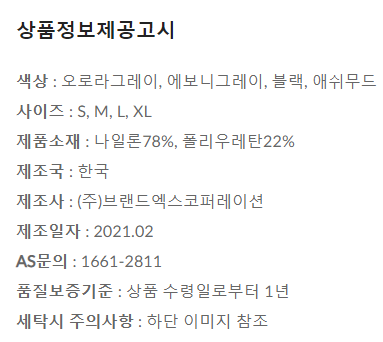 상품정보제공고시
색상 : 오로라그레이, 에보니그레이, 블랙, 애쉬무드
사이즈 : S, M, L, XL
제품소재 : 나일론78%, 폴리우레탄22%
제조국 : 한국
제조사 : (주)브랜드엑스코퍼레이션
제조일자 : 2021.02
AS문의 : 1661-2811
품질보증기준 : 상품 수령일로부터 1년
세탁시 주의사항 : 하단 이미지 참조